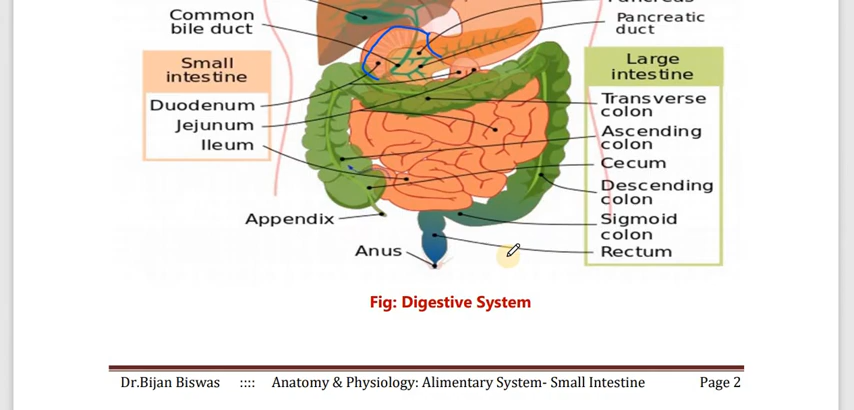 Pancreas
Common
bile duct
Pancreatic
duct
Small
intestine
Duodenum
Jejunum
Ileum
Large
intestine
Transverse
colon
Ascending
colon
Cecum
Descending
colon
Sigmoid
colon
Rectum
Appendix
Anus
Fig: Digestive System
Dr.Bijan Biswas :::: Anatomy & Physiology: Alimentary System- Small Intestine Page 2